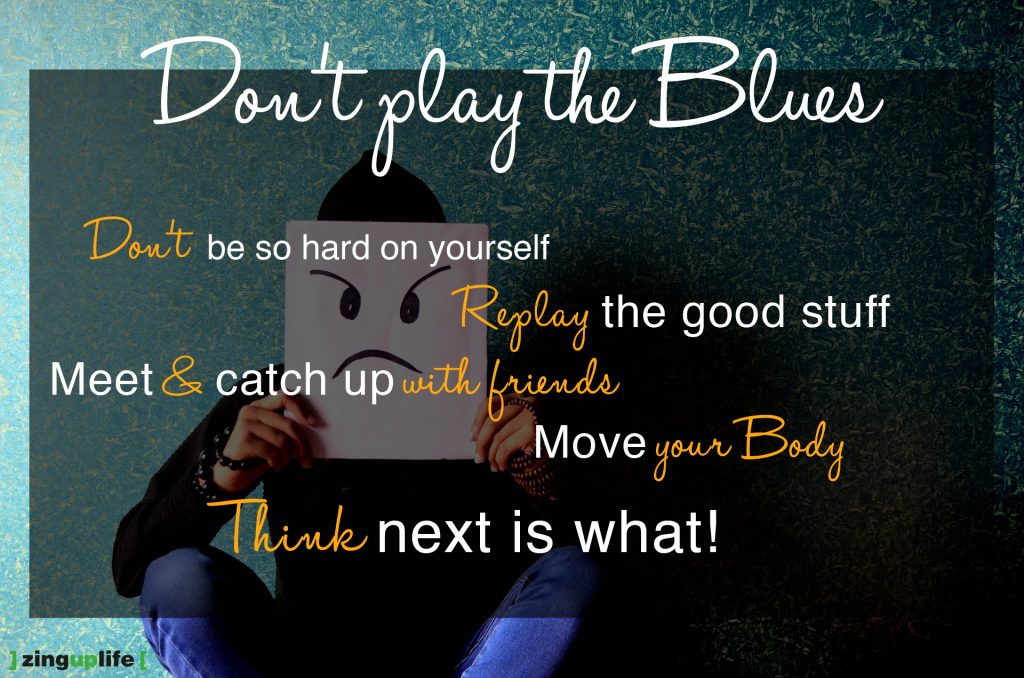 Don't play the Blues
Don't be so hard on yourself
Replay the good stuff
Meet & catch up with friends
Move your Body
Think next is what!
] zinguplife [